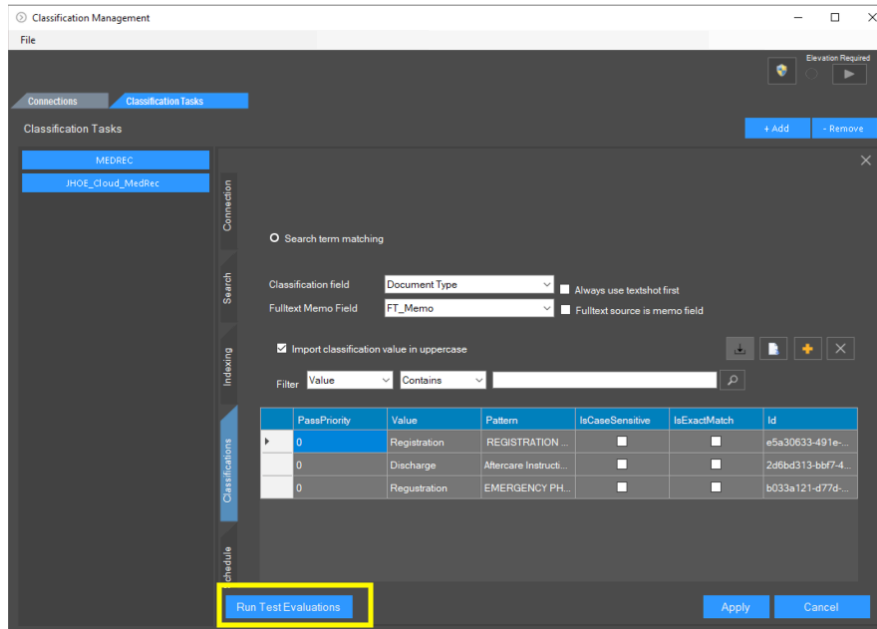 Classification Management
File
Elevation Required
Connections
Classification Tasks
Classification Tasks
+ Add
- Remove
MEDREC
JHOE_Cloud_MedRec
Connection
Search
Indexing
Classifications
Schedule
Search term matching
Classification field
Document Type
Always use textshot first
Fulltext Memo Field
FT_Memo
Fulltext source is memo field
Import classification value in uppercase
Filter
Value
Contains
PassPriority Value Pattern IsCaseSensitive IsExactMatch Id
0 Registration REGISTRATION ... e5a30633-491e-...
0 Discharge Aftercare Instructi... 2d6bd313-bbf7-4...
0 Regustration EMERGENCY PH... b033a121-d77d-...
Run Test Evaluations
Apply
Cancel